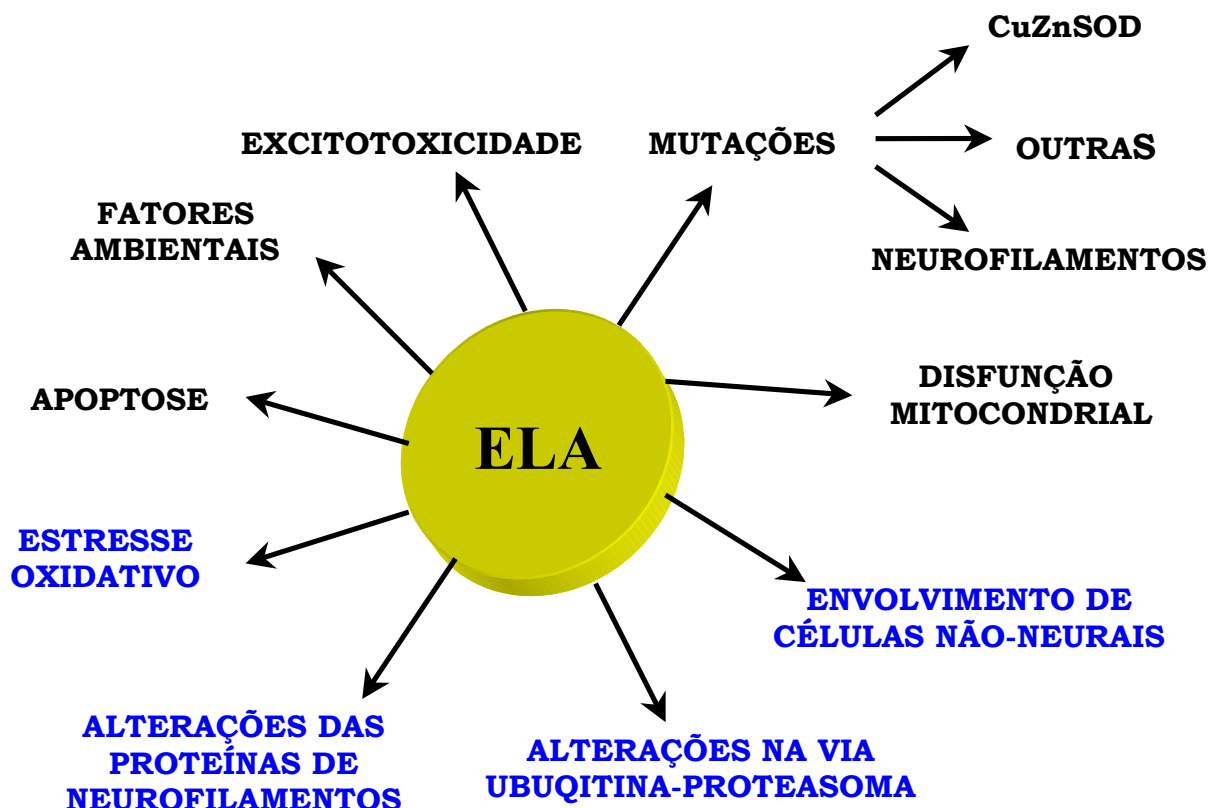 CuZnSOD
EXCITOTOXICIDADE
MUTAÇÕES
OUTRAS
FATORES
AMBIENTAIS
NEUROFILAMENTOS
APOPTOSE
DISFUNÇÃO
MITOCONDRIAL
ELA
ESTRESSE
OXIDATIVO
ENVOLVIMENTO DE
CÉLULAS NÃO-NEURAIS
ALTERAÇÕES DAS
PROTEÍNAS DE
NEUROFILAMENTOS
ALTERAÇÕES NA VIA
UBUQITINA-PROTEASOMA